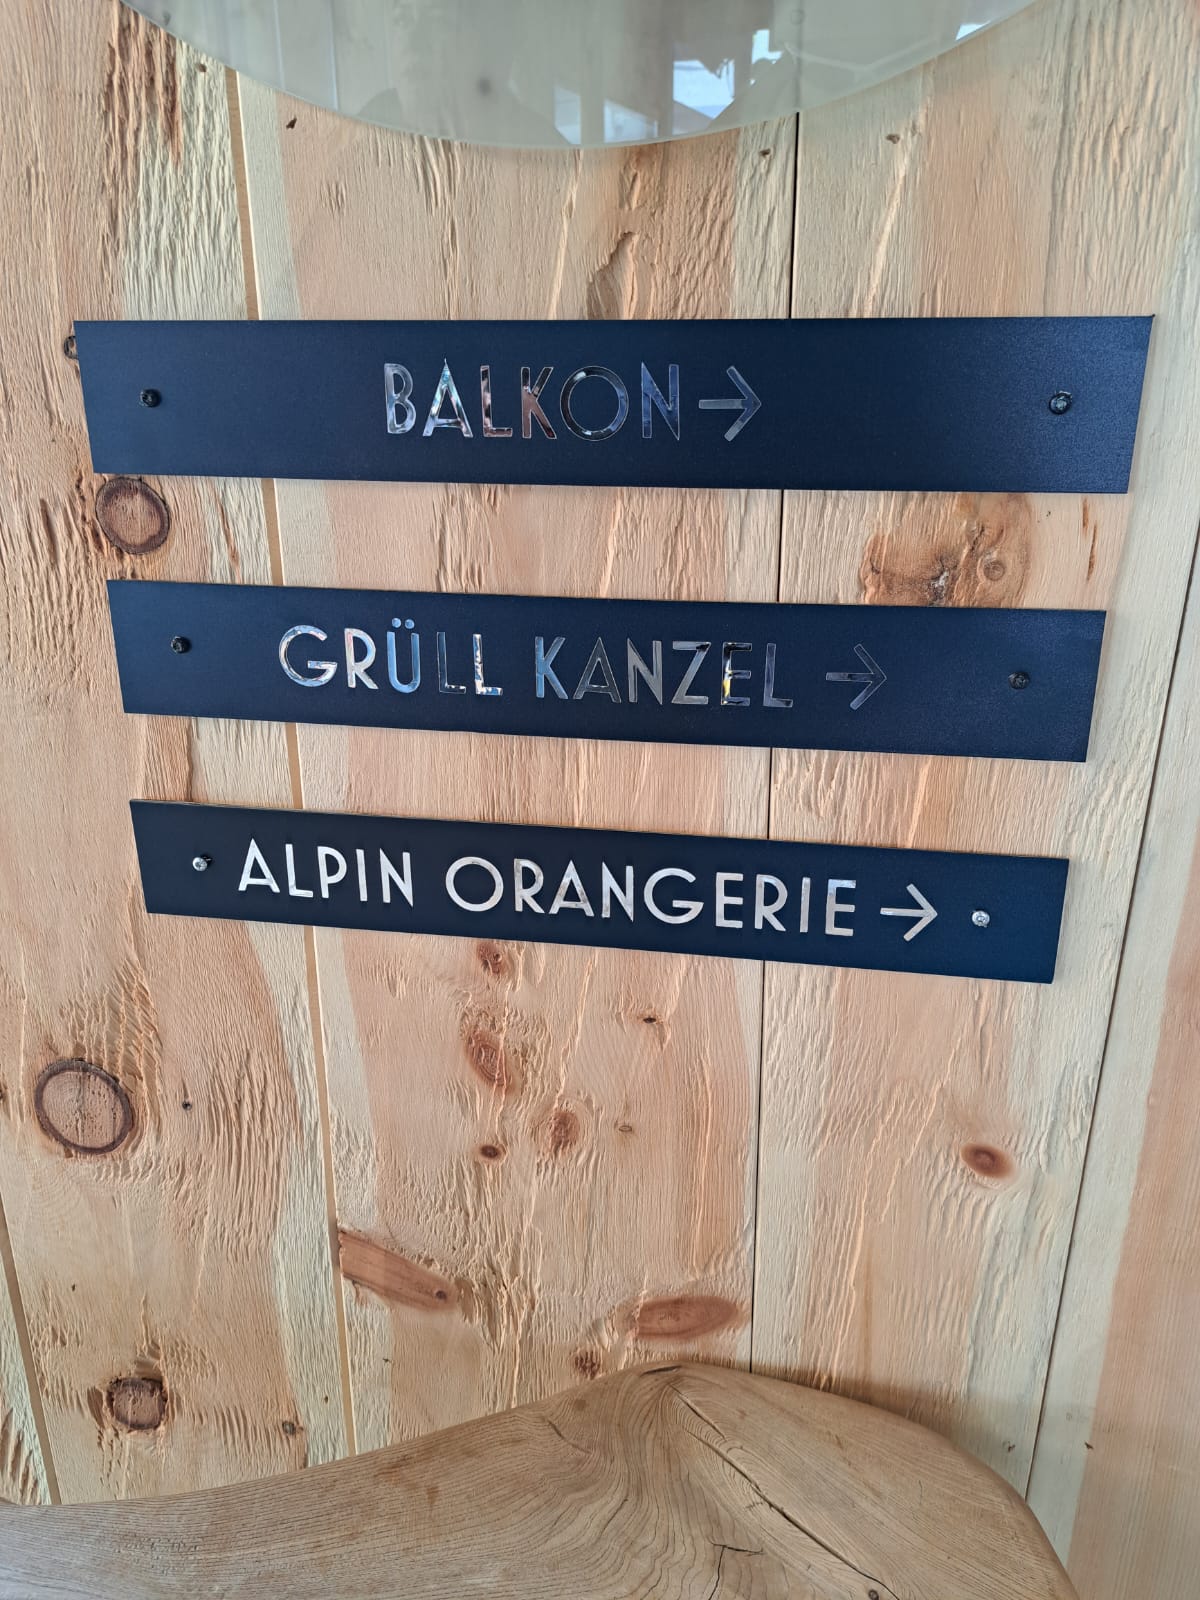 BALKON →
GRÜLL KANZEL →
ALPIN ORANGERIE →